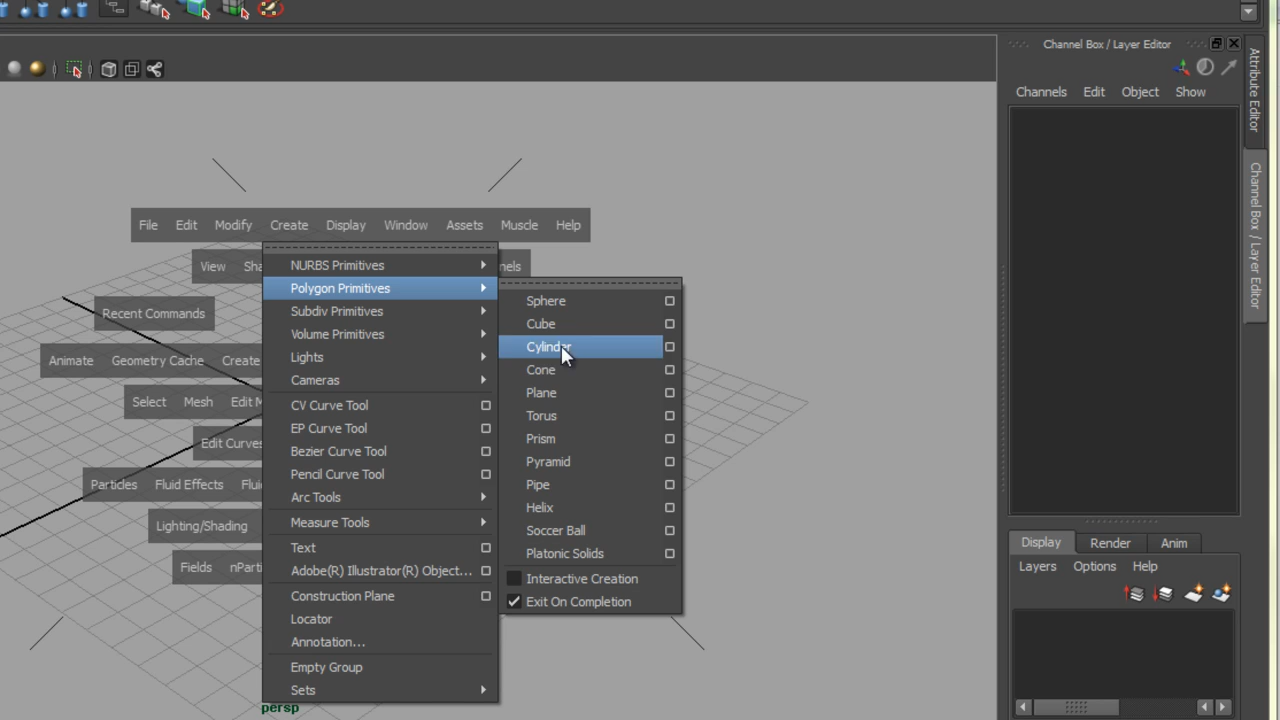 Channel Box / Layer Editor
Channels Edit Object Show
Attribute Editor
Channel Box / Layer Editor
File Edit Modify Create Display Window Assets Muscle Help
View
Recent Commands
Animate Geometry Cache Create
Select Mesh
Edit Curves
Particles Fluid Effects
Lighting/Shading
Fields
NURBS Primitives
Polygon Primitives
Subdiv Primitives
Volume Primitives
Lights
Cameras
CV Curve Tool
EP Curve Tool
Bezier Curve Tool
Pencil Curve Tool
Arc Tools
Measure Tools
Text
Adobe(R) Illustrator(R) Object...
Construction Plane
Locator
Annotation...
Empty Group
Sets
Sphere
Cube
Cylinder
Cone
Plane
Torus
Prism
Pyramid
Pipe
Helix
Soccer Ball
Platonic Solids
Interactive Creation
Exit On Completion
persp
Display Render Anim
Layers Options Help